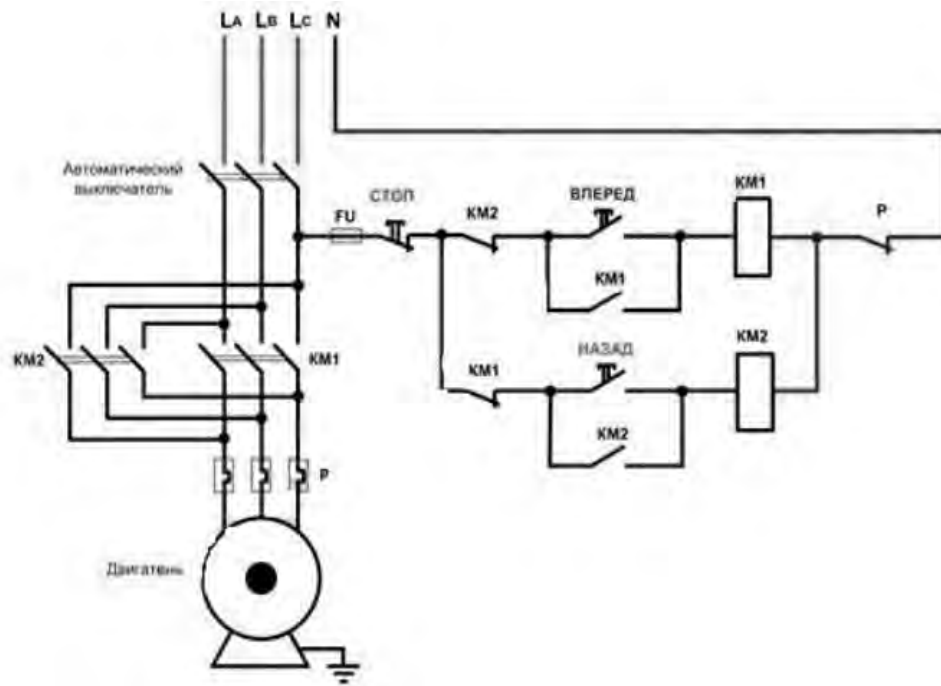 LA LB LC N
Автоматический
выключатель
СТОП
FU
KM2
ВПЕРЕД
KM1
P
KM1
KM2
KM1
KM1
НАЗАД
KM2
KM2
P
Двигатель